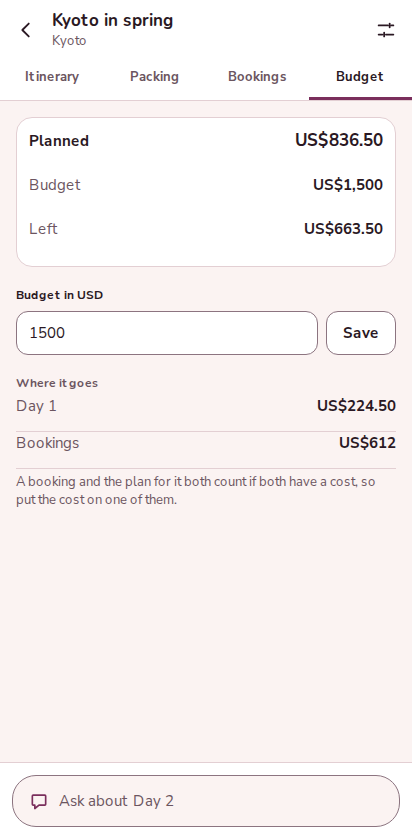 Kyoto in spring
Kyoto
Itinerary Packing Bookings Budget
Planned US$836.50
Budget US$1,500
Left US$663.50
Budget in USD
1500 Save
Where it goes
Day 1 US$224.50
Bookings US$612
A booking and the plan for it both count if both have a cost, so
put the cost on one of them.
Ask about Day 2